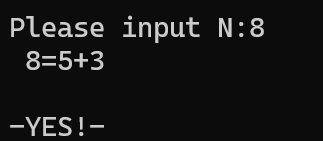 Please input N:8
8=5+3
-YES!-